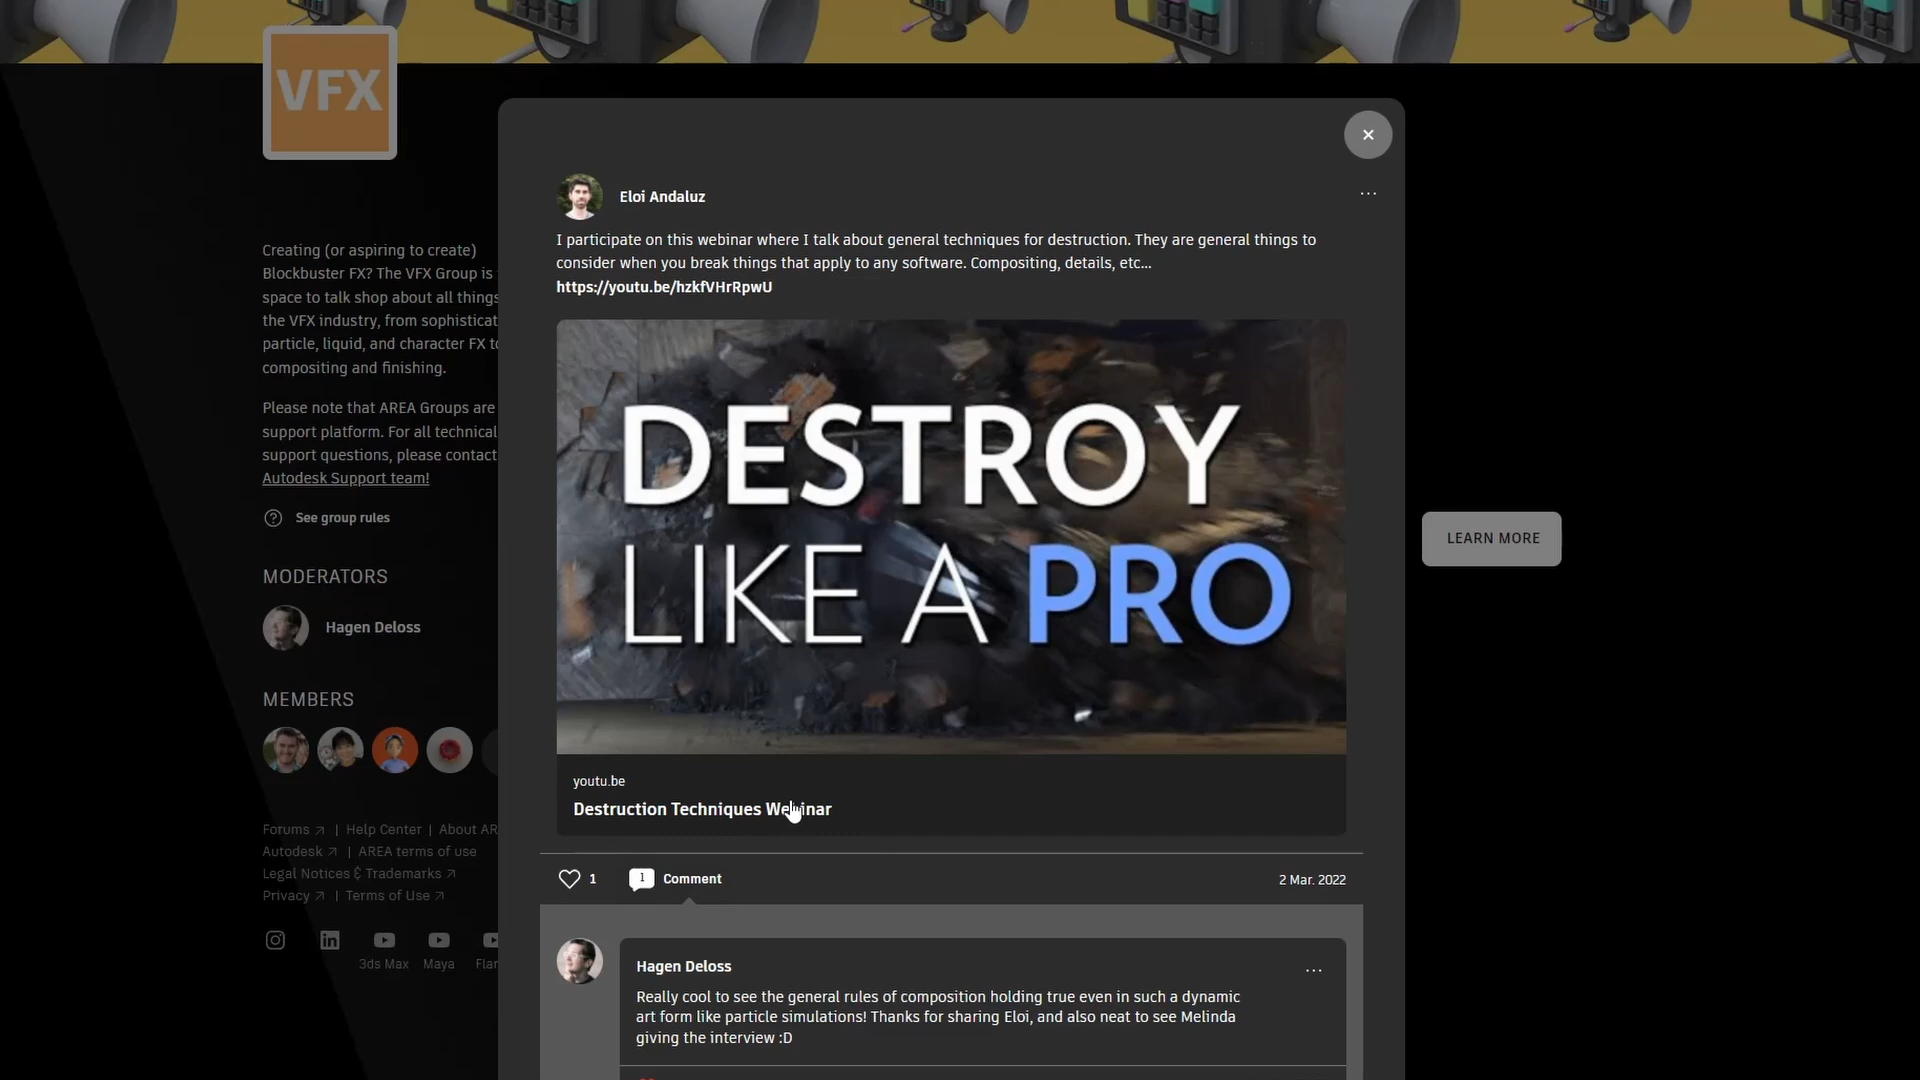 VFX
Creating (or aspiring to create)
Blockbuster FX? The VFX Group is
space to talk shop about all things
the VFX industry, from sophisticat
particle, liquid, and character FX to
compositing and finishing.
Please note that AREA Groups are
support platform. For all technical
support questions, please contact
Autodesk Support team!
See group rules
MODERATORS
Hagen Deloss
MEMBERS
Forums | Help Center | About AR
Autodesk | AREA terms of use
Legal Notices & Trademarks
Privacy | Terms of Use
3ds Max Maya Flar
Eloi Andaluz
...
I participate on this webinar where I talk about general techniques for destruction. They are general things to
consider when you break things that apply to any software. Compositing, details, etc...
https://youtu.be/hzkfVHrRpwU
DESTROY
LIKE A PRO
youtu.be
Destruction Techniques Webinar
1 1 Comment 2 Mar. 2022
Hagen Deloss
...
Really cool to see the general rules of composition holding true even in such a dynamic
art form like particle simulations! Thanks for sharing Eloi, and also neat to see Melinda
giving the interview :D
LEARN MORE